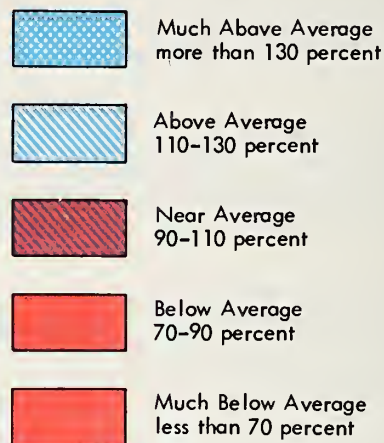 Much Above Average
more than 130 percent
Above Average
110-130 percent
Near Average
90-110 percent
Below Average
70-90 percent
Much Below Average
less than 70 percent